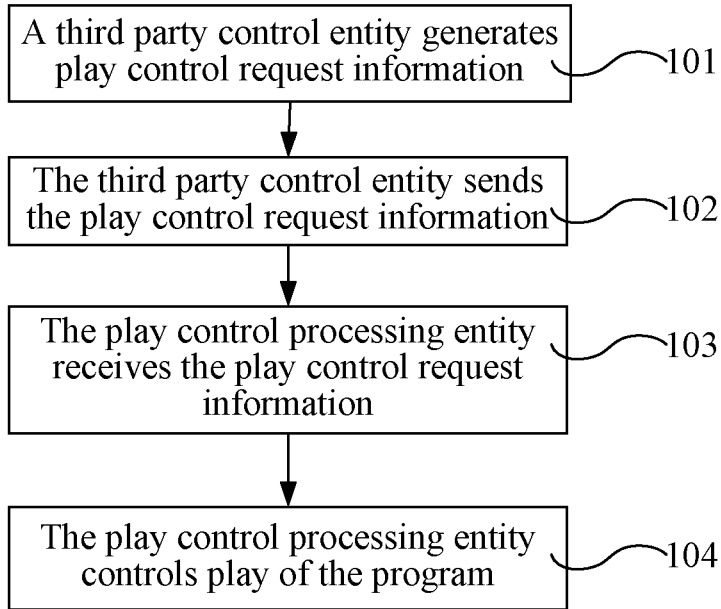 A third party control entity generates
play control request information
101
The third party control entity sends
the play control request information
102
The play control processing entity
receives the play control request
information
103
The play control processing entity
controls play of the program
104